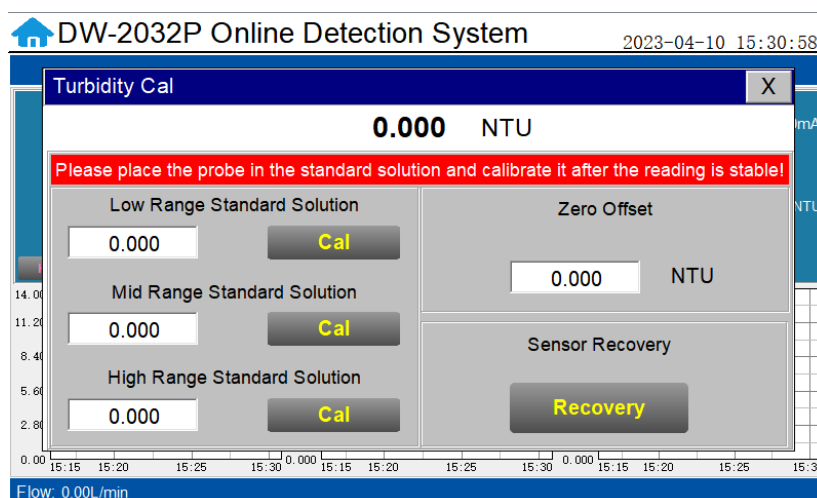 DW-2032P Online Detection System
2023-04-10 15:30:58
Turbidity Cal X
0.000 NTU
Please place the probe in the standard solution and calibrate it after the reading is stable!
Low Range Standard Solution
0.000 Cal
Mid Range Standard Solution
0.000 Cal
High Range Standard Solution
0.000 Cal
Zero Offset
0.000 NTU
Sensor Recovery
Recovery
mA
NTU
14.00
11.20
8.40
5.60
2.80
0.00 0.000 0.000
15:15 15:20 15:25 15:30 15:15 15:20 15:25 15:30 15:15 15:20 15:25 15:3
Flow: 0.00L/min